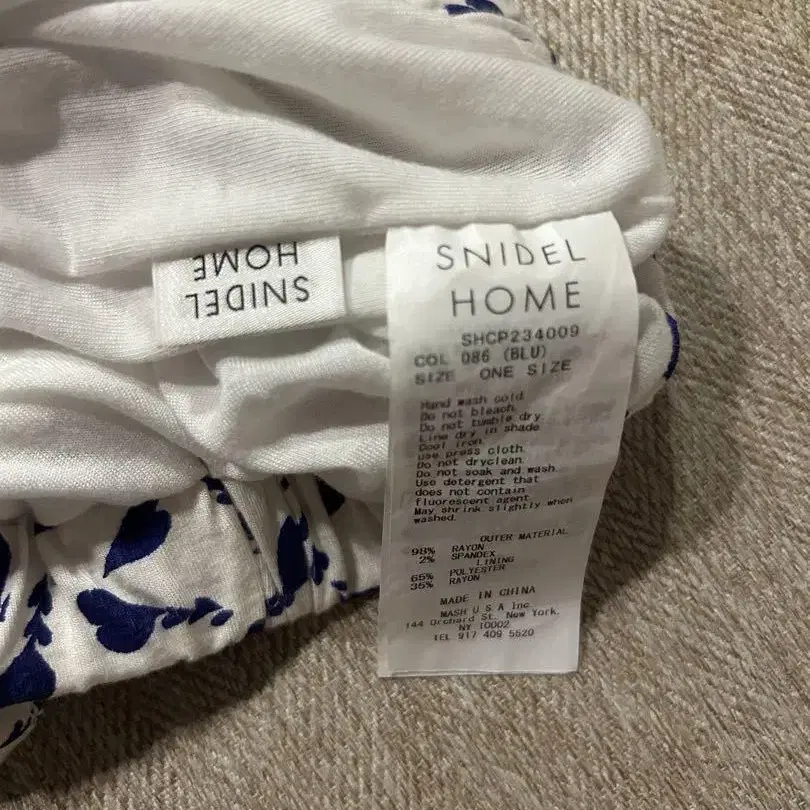 SNIDEL
HOME
SNIDEL
HOME
SHCP234009
COL 086 (BLU)
SIZE ONE SIZE
Hand wash cold
Do not bleach
Do not tumble dry
Line dry in shade
Cool iron
use press cloth
Do not dryclean
Do not soak and wash
Use detergent that
does not contain
fluorescent agent
May shrink slightly when
washed.
OUTER MATERIAL
98% RAYON
2% SPANDEX
LINING
65% POLYESTER
35% RAYON
MADE IN CHINA
MASH U S A Inc
144 Orchard St. New York.
NY 10002
TEL 917 409 5520